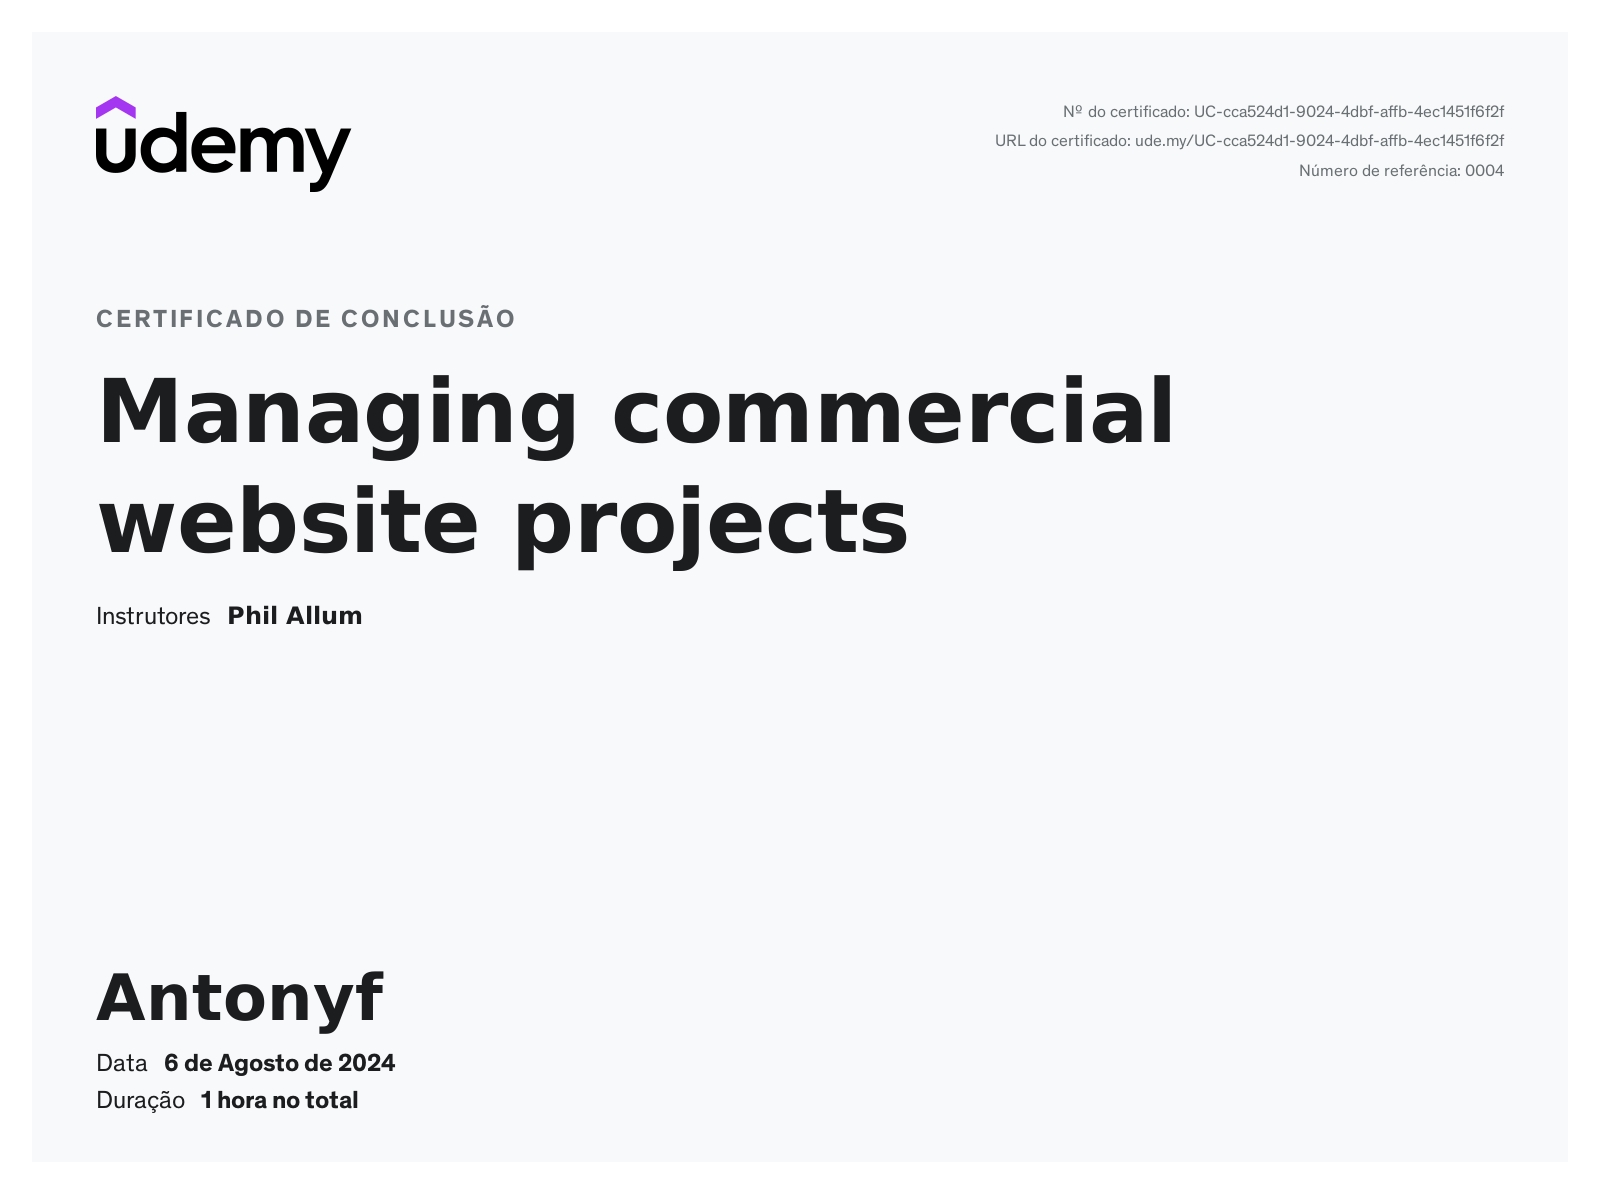 udemy
Nº do certificado: UC-cca524d1-9024-4dbf-affb-4ec1451f6f2f
URL do certificado: ude.my/UC-cca524d1-9024-4dbf-affb-4ec1451f6f2f
Número de referência: 0004
CERTIFICADO DE CONCLUSÃO
Managing commercial
website projects
Instrutores Phil Allum
Antonyf
Data 6 de Agosto de 2024
Duração 1 hora no total